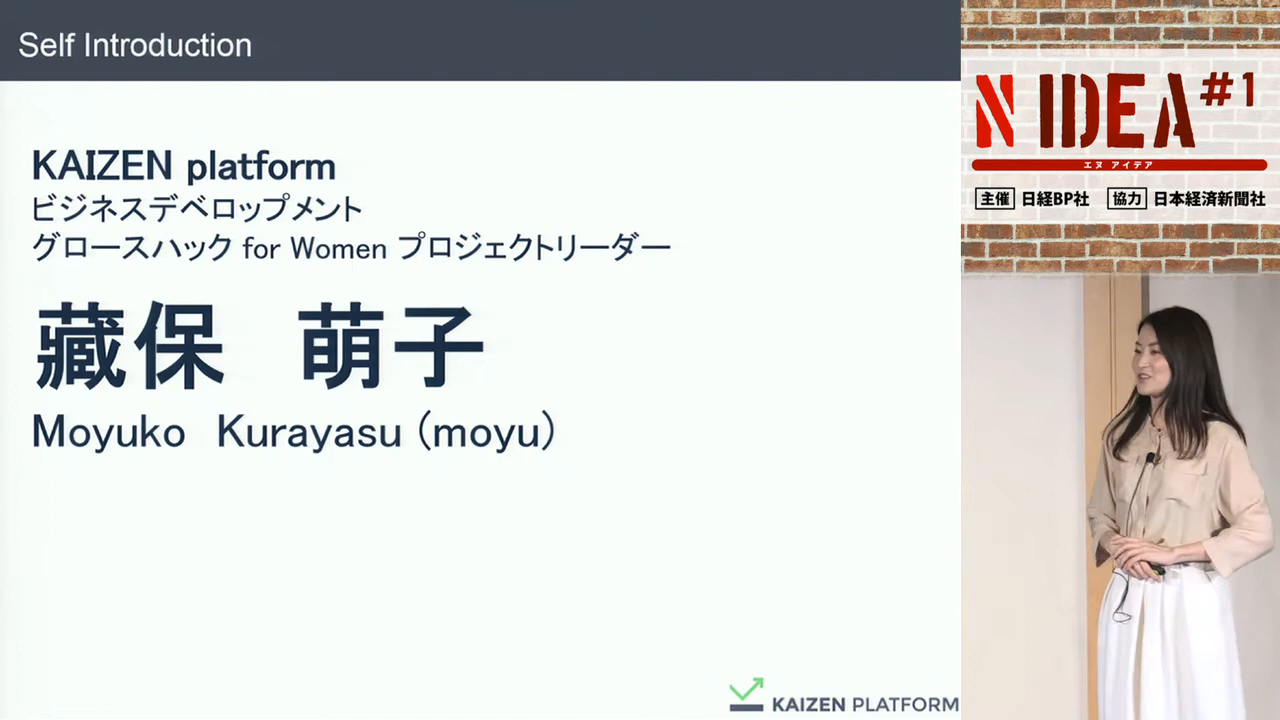 Self Introduction
KAIZEN platform
ビジネスデベロップメント
グロースハック for Women プロジェクトリーダー
藏保　萌子
Moyuko Kurayasu (moyu)
KAIZEN PLATFORM
N IDEA #1
エヌ アイデア
主催 日経BP社 協力 日本経済新聞社